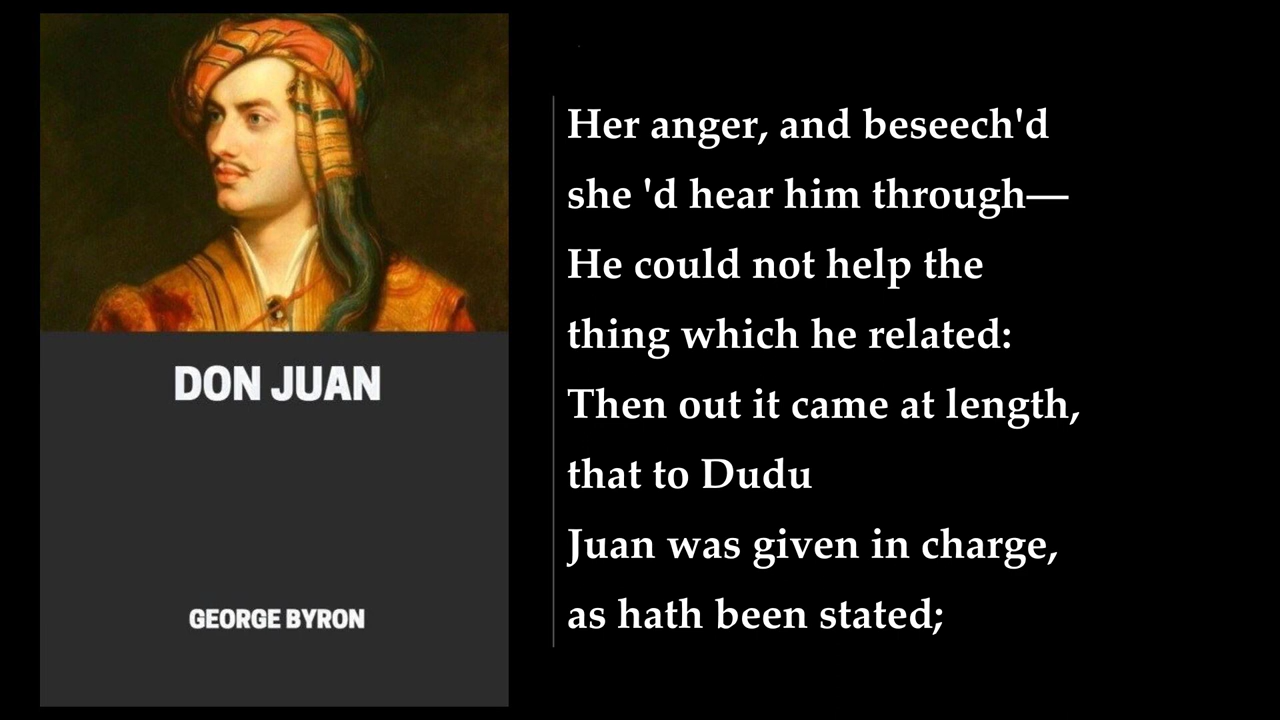 DON JUAN
GEORGE BYRON
Her anger, and beseech'd
she 'd hear him through—
He could not help the
thing which he related:
Then out it came at length,
that to Dudu
Juan was given in charge,
as hath been stated;